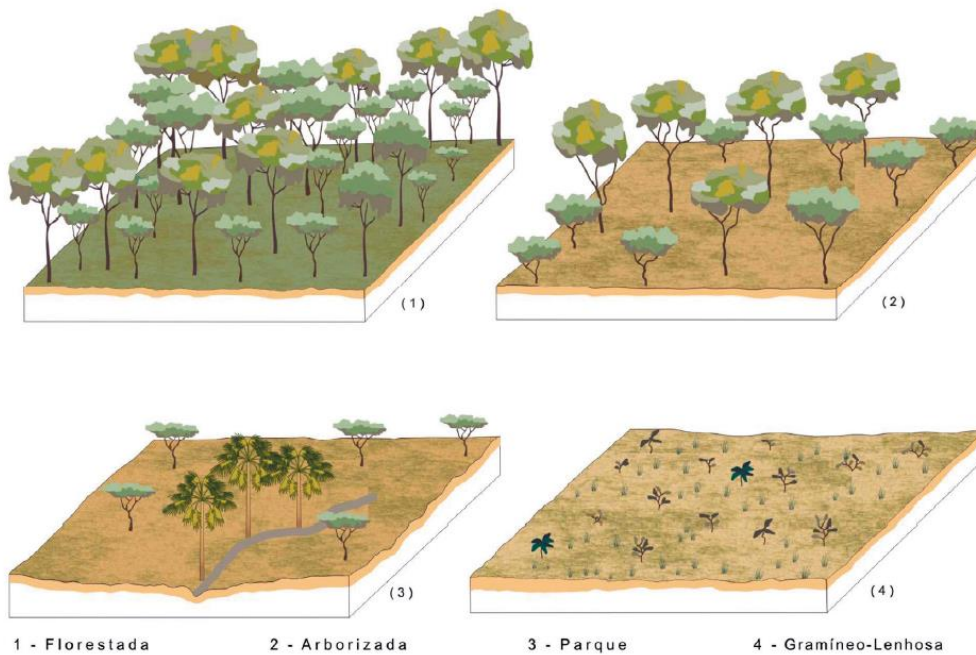 (1)
(2)
(3)
(4)
1 - Florestada 2 - Arborizada 3 - Parque 4 - Gramíneo-Lenhosa